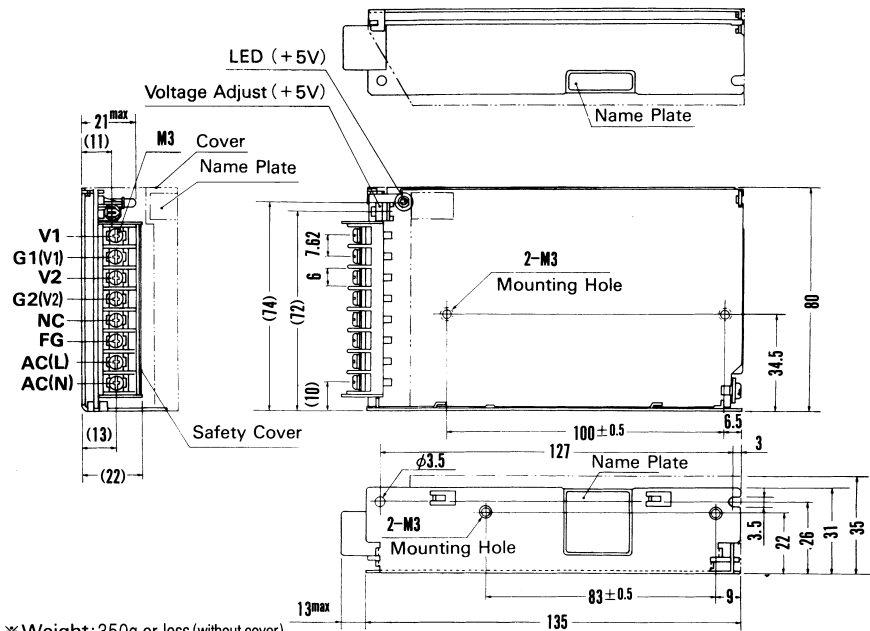 LED (+5V)
Voltage Adjust (+5V)
Name Plate
21max
(11)
M3
Cover
Name Plate
V1
G1(V1)
V2
G2(V2)
NC
FG
AC(L)
AC(N)
7.62
6
(74)
(72)
(10)
2-M3
Mounting Hole
80
34.5
(13)
Safety Cover
(22)
100±0.5
6.5
127
3
φ3.5
Name Plate
2-M3
Mounting Hole
3.5
22
26
31
35
83±0.5
9
13max
135
※Weight:350g or less (without cover)